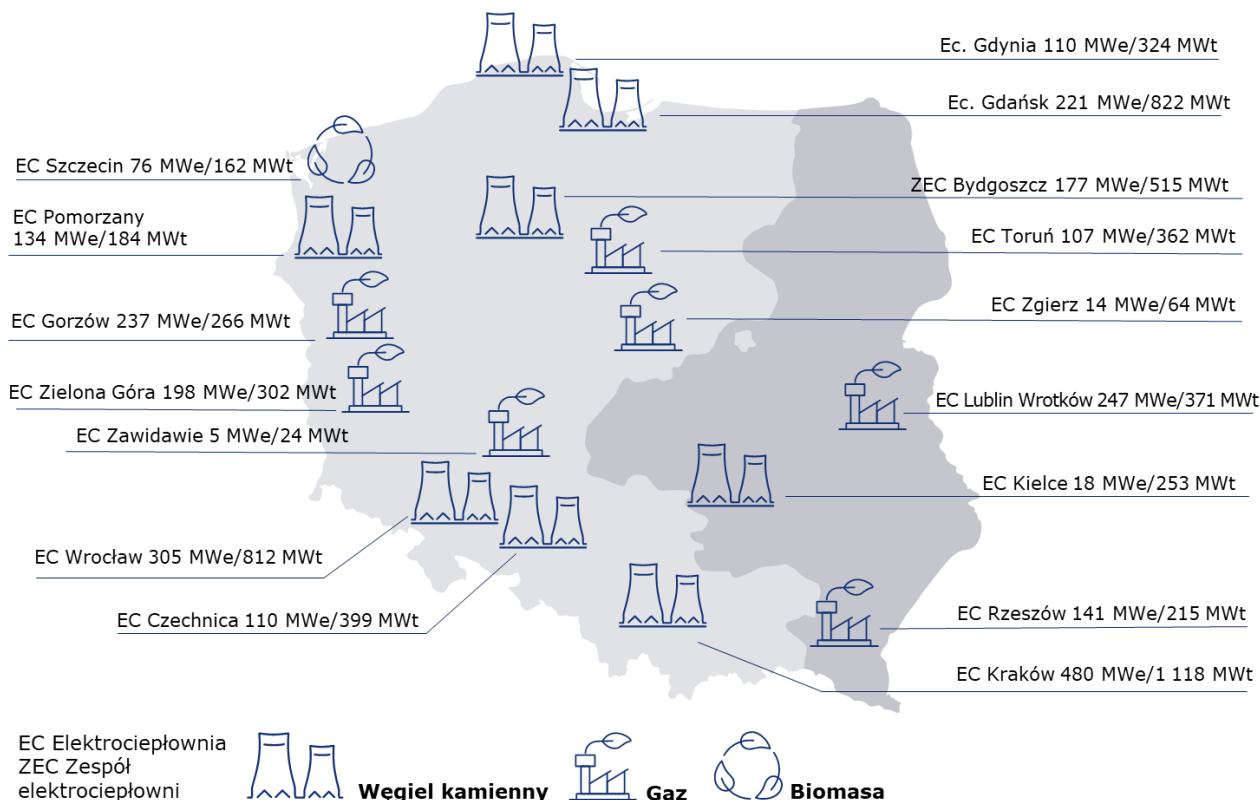 Ec. Gdynia 110 MWe/324 MWt
Ec. Gdańsk 221 MWe/822 MWt
EC Szczecin 76 MWe/162 MWt
ZEC Bydgoszcz 177 MWe/515 MWt
EC Pomorzany
134 MWe/184 MWt
EC Toruń 107 MWe/362 MWt
EC Zgierz 14 MWe/64 MWt
EC Gorzów 237 MWe/266 MWt
EC Zielona Góra 198 MWe/302 MWt
EC Lublin Wrotków 247 MWe/371 MWt
EC Zawidawie 5 MWe/24 MWt
EC Kielce 18 MWe/253 MWt
EC Wrocław 305 MWe/812 MWt
EC Czechnica 110 MWe/399 MWt
EC Rzeszów 141 MWe/215 MWt
EC Kraków 480 MWe/1 118 MWt
EC Elektrociepłownia
ZEC Zespół
elektrociepłowni
Węgiel kamienny
Gaz
Biomasa